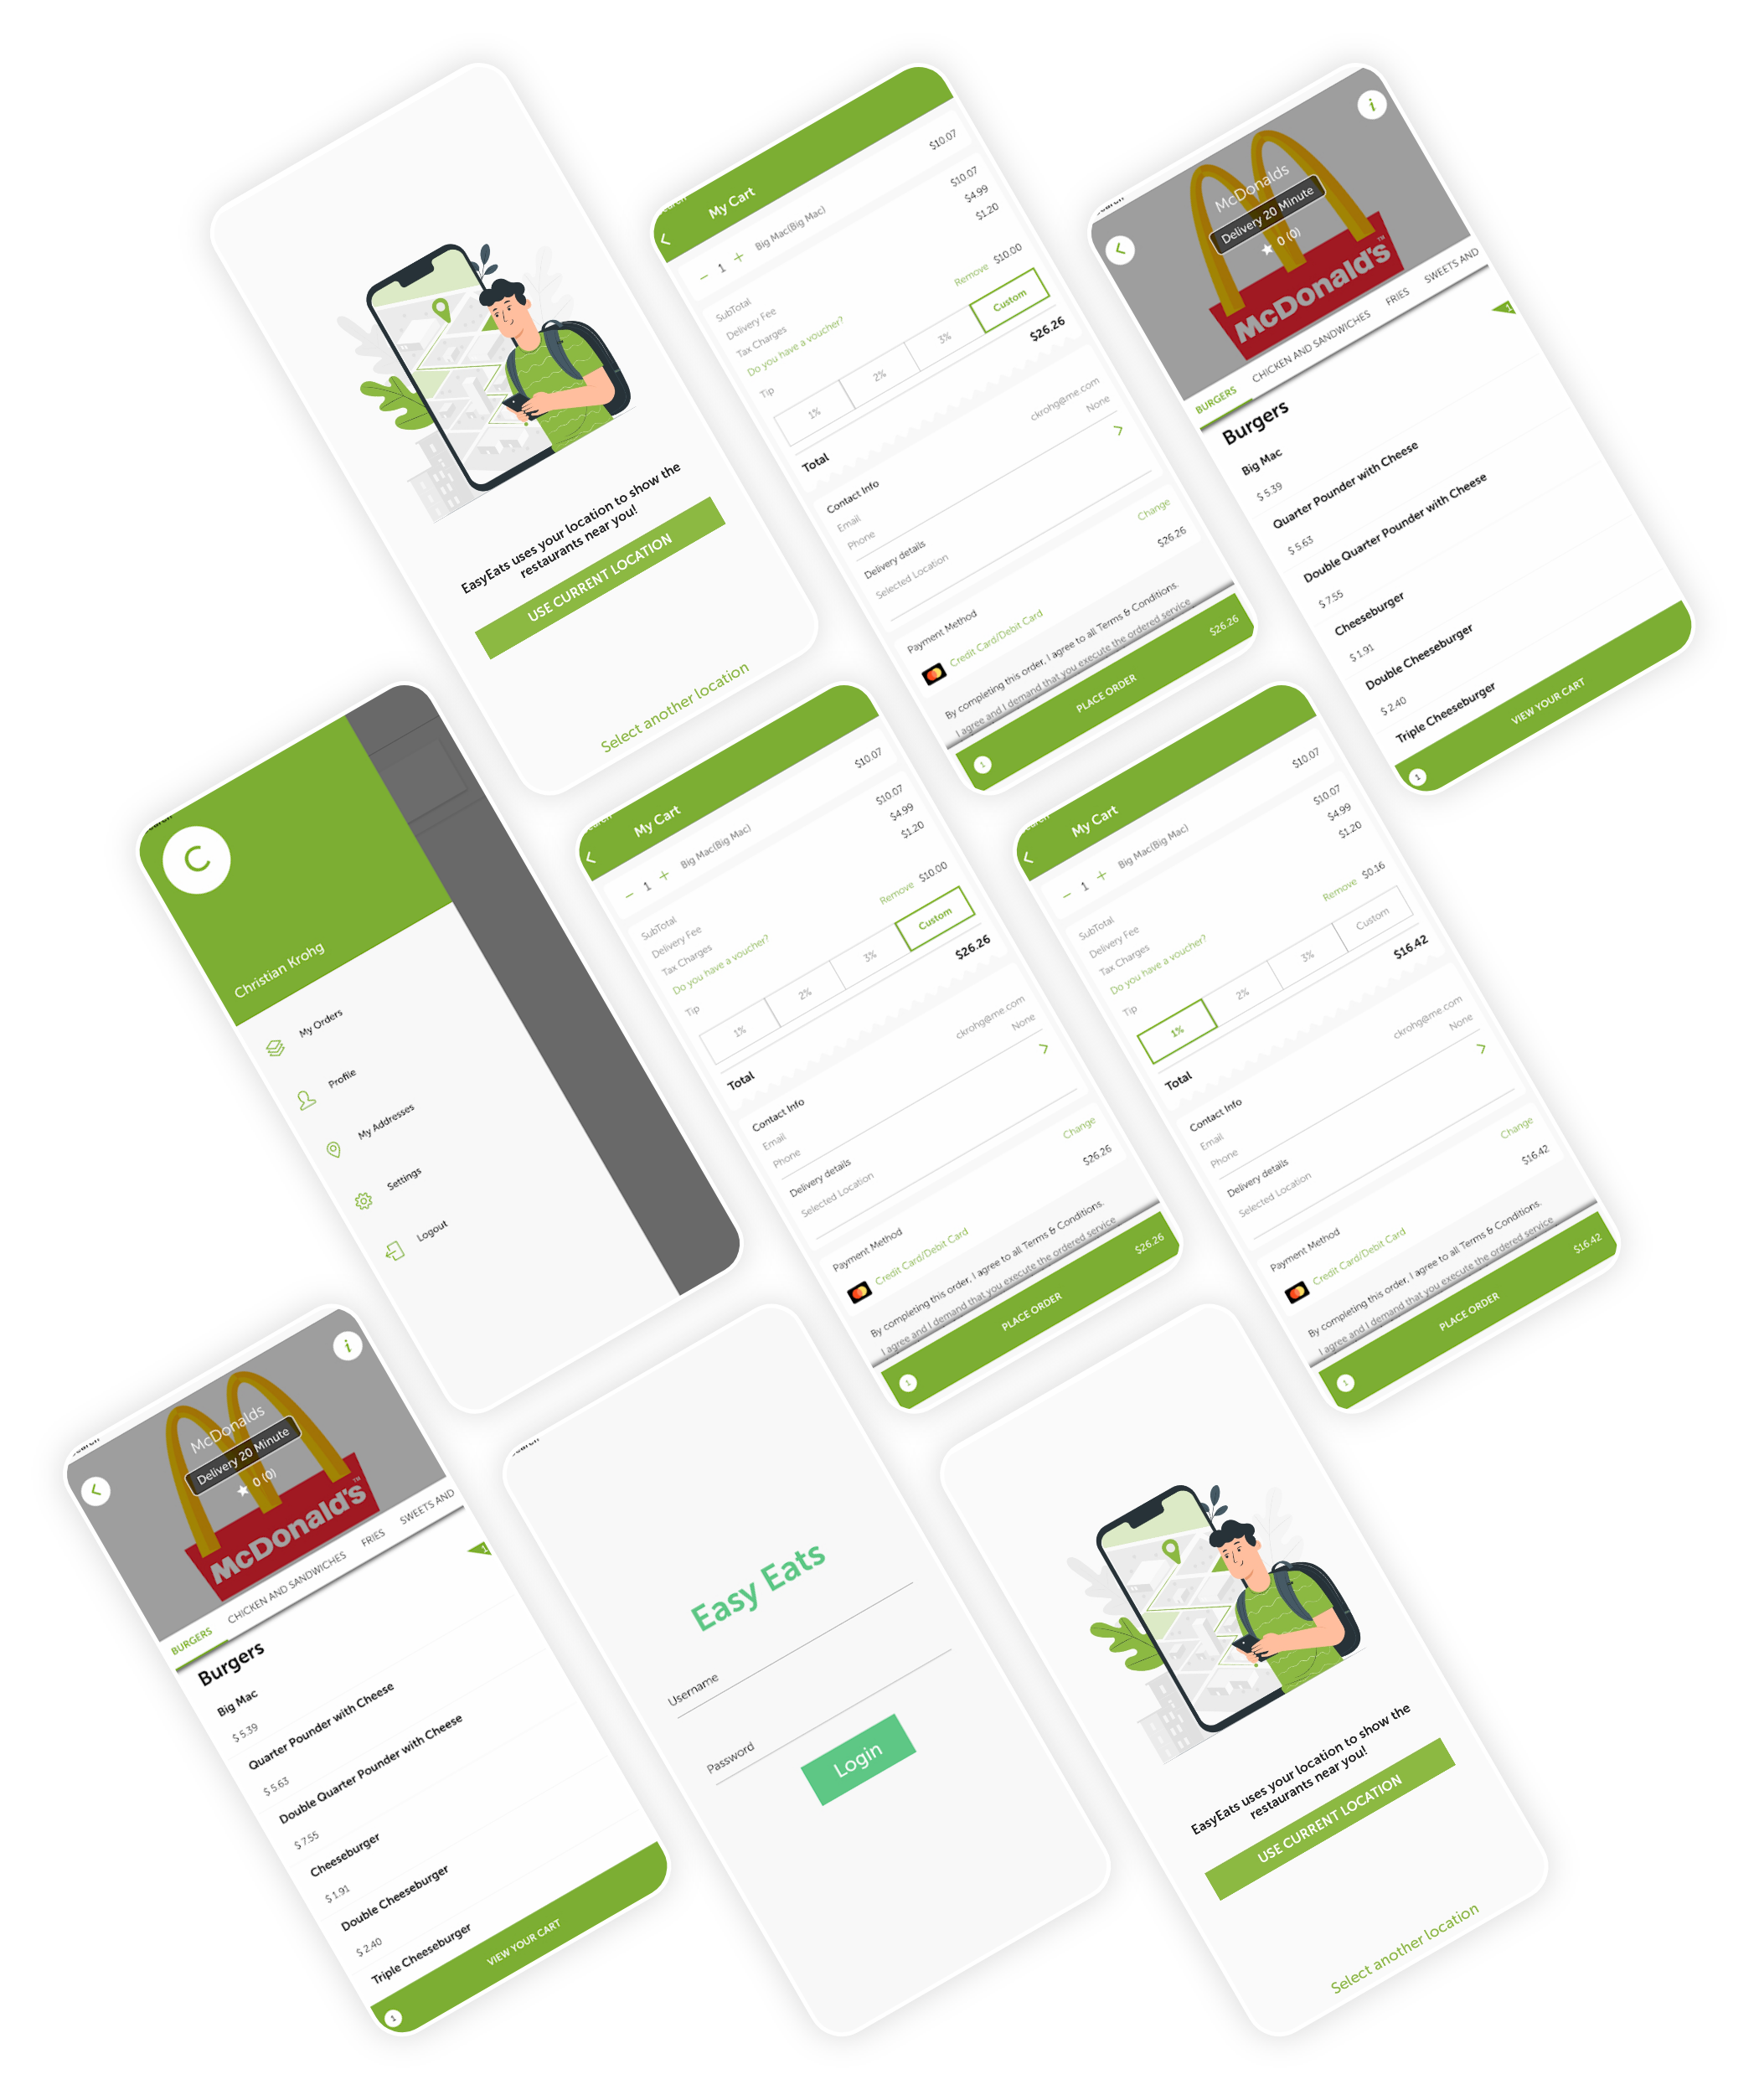 EasyEats uses your location to show the
restaurants near you!
USE CURRENT LOCATION
Select another location
My Cart
− 1 + Big Mac(Big Mac) $10.07
SubTotal $10.07
Delivery Fee $4.99
Tax Charges $1.20
Do you have a voucher?
Tip Remove $10.00
1% 2% 3% Custom
Total $26.26
Contact Info
Email ckrohg@me.com
Phone None
Delivery details
Selected Location
Payment Method Change
Credit Card/Debit Card $26.26
By completing this order, I agree to all Terms & Conditions.
I agree and I demand that you execute the ordered service
1 PLACE ORDER $26.26
i
McDonalds
Delivery 20 Minute
0 (0)
McDonald's™
BURGERS CHICKEN AND SANDWICHES FRIES SWEETS AND
Burgers
Big Mac
$ 5.39
Quarter Pounder with Cheese
$ 5.63
Double Quarter Pounder with Cheese
$ 7.55
Cheeseburger
$ 1.91
Double Cheeseburger
$ 2.40
Triple Cheeseburger
1 VIEW YOUR CART
C
Christian Krohg
My Orders
Profile
My Addresses
Settings
Logout
My Cart
− 1 + Big Mac(Big Mac) $10.07
SubTotal $10.07
Delivery Fee $4.99
Tax Charges $1.20
Do you have a voucher?
Tip Remove $10.00
1% 2% 3% Custom
Total $26.26
Contact Info
Email ckrohg@me.com
Phone None
Delivery details
Selected Location
Payment Method Change
Credit Card/Debit Card $26.26
By completing this order, I agree to all Terms & Conditions.
I agree and I demand that you execute the ordered service
1 PLACE ORDER $26.26
My Cart
− 1 + Big Mac(Big Mac) $10.07
SubTotal $10.07
Delivery Fee $4.99
Tax Charges $1.20
Do you have a voucher?
Tip Remove $0.16
1% 2% 3% Custom
Total $16.42
Contact Info
Email ckrohg@me.com
Phone None
Delivery details
Selected Location
Payment Method Change
Credit Card/Debit Card $16.42
By completing this order, I agree to all Terms & Conditions.
I agree and I demand that you execute the ordered service
1 PLACE ORDER $16.42
i
McDonalds
Delivery 20 Minute
0 (0)
McDonald's™
BURGERS CHICKEN AND SANDWICHES FRIES SWEETS AND
Burgers
Big Mac
$ 5.39
Quarter Pounder with Cheese
$ 5.63
Double Quarter Pounder with Cheese
$ 7.55
Cheeseburger
$ 1.91
Double Cheeseburger
$ 2.40
Triple Cheeseburger
1 VIEW YOUR CART
Easy Eats
Username
Password
Login
EasyEats uses your location to show the
restaurants near you!
USE CURRENT LOCATION
Select another location